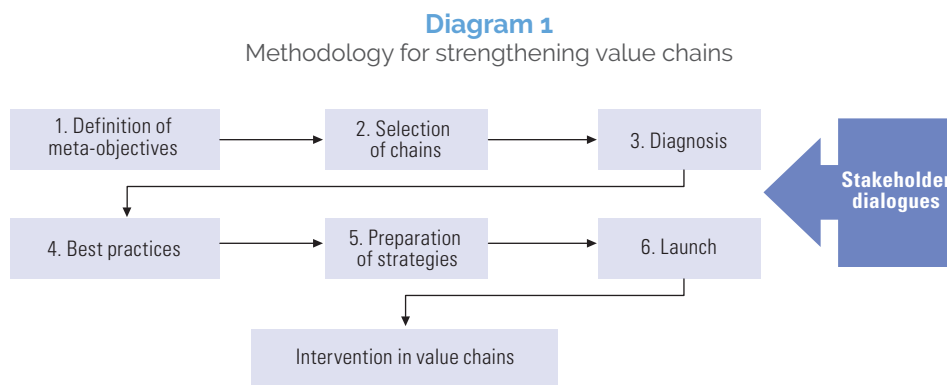 Diagram 1
Methodology for strengthening value chains
1. Definition of
meta-objectives
2. Selection
of chains
3. Diagnosis
Stakeholder
dialogues
4. Best practices
5. Preparation
of strategies
6. Launch
Intervention in value chains